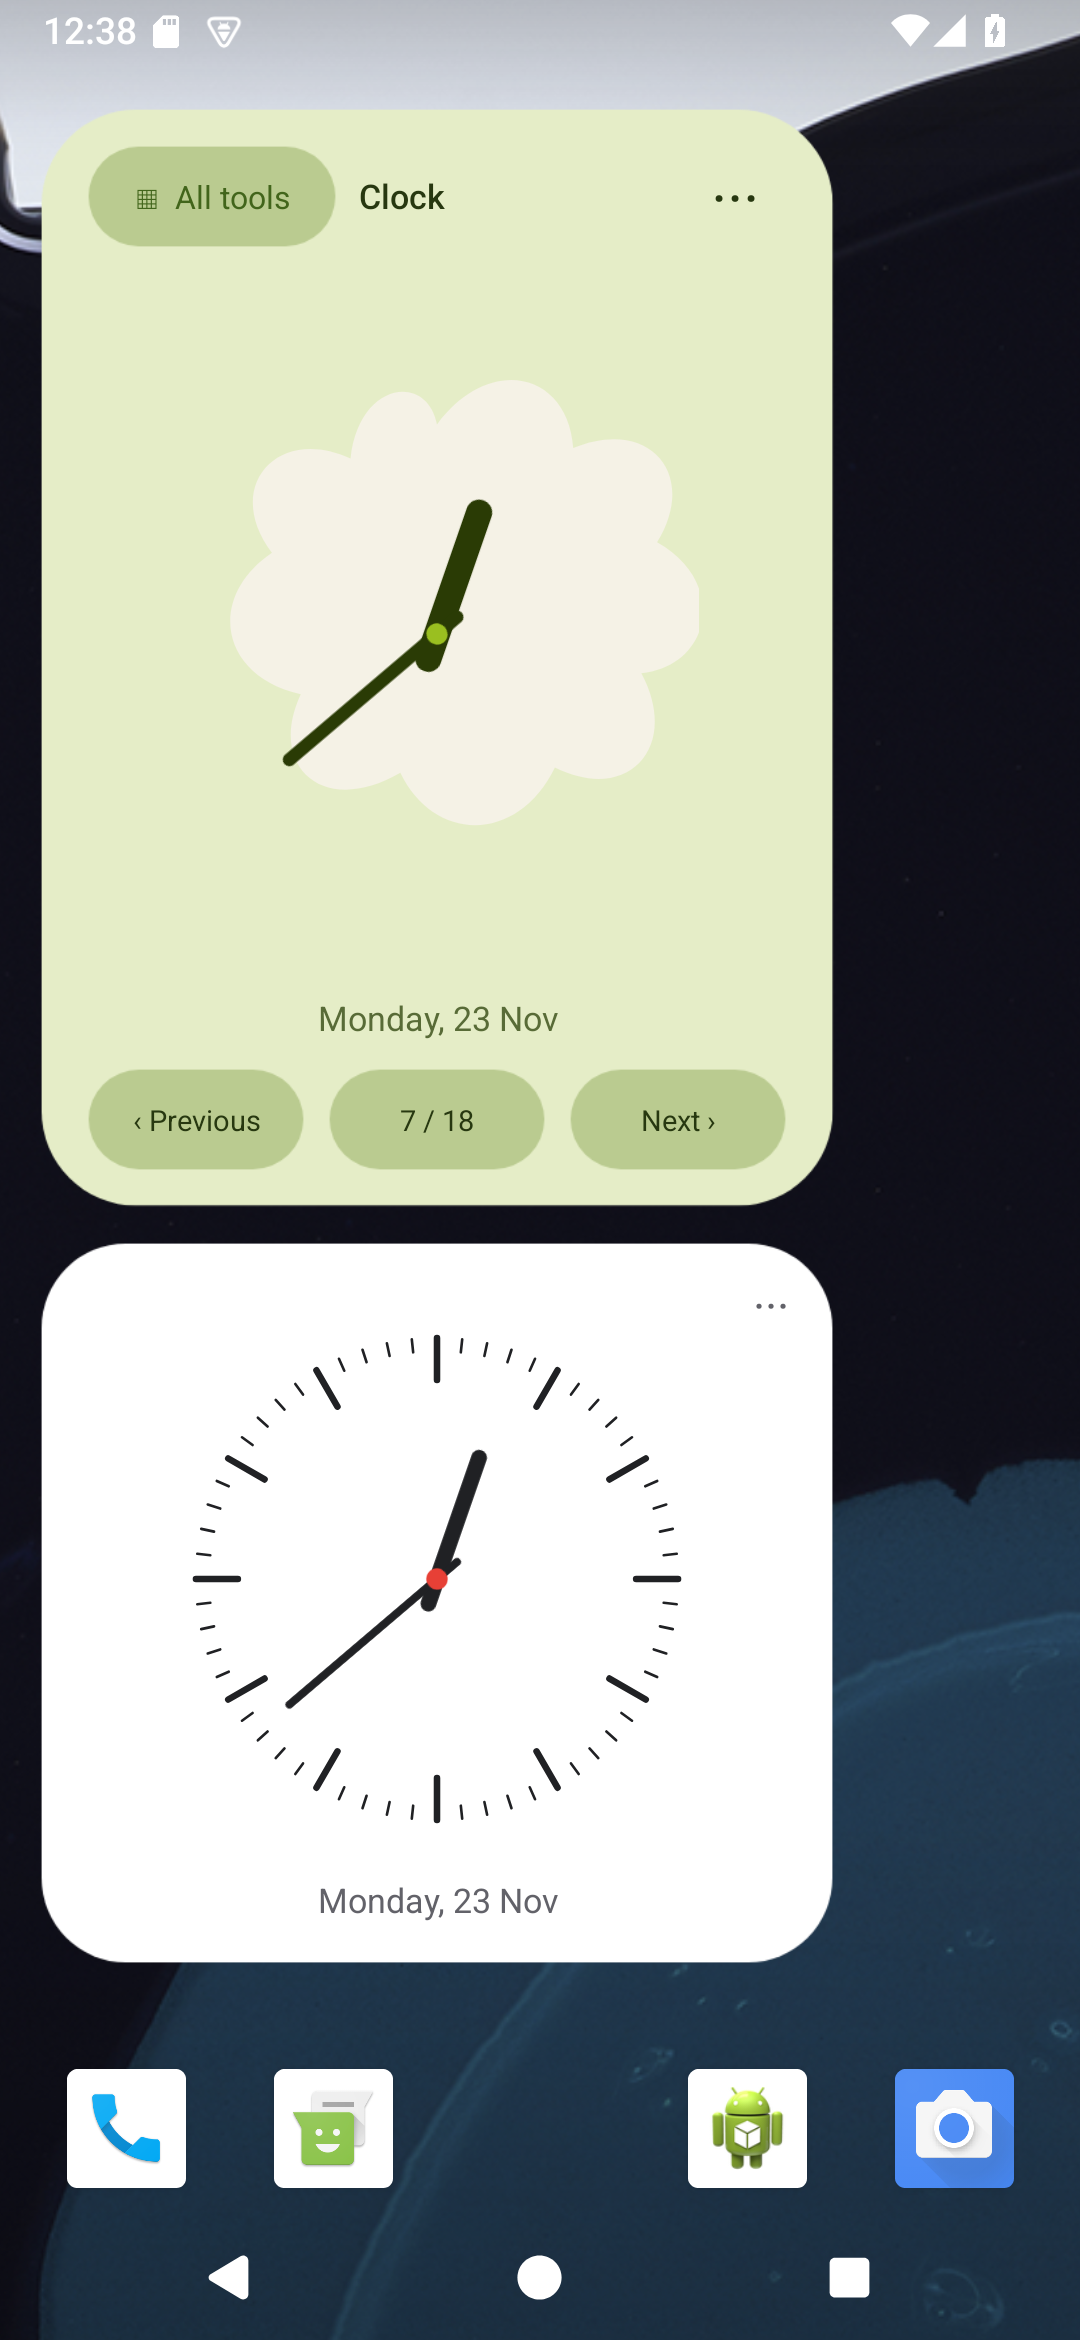 12:38
▦ All tools
Clock
...
Monday, 23 Nov
‹ Previous
7 / 18
Next ›
...
Monday, 23 Nov